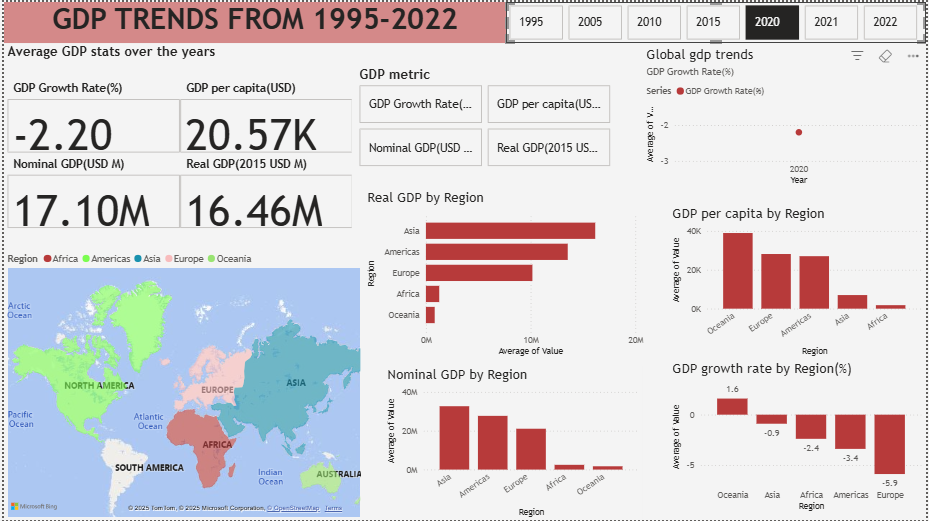 GDP TRENDS FROM 1995-2022
1995
2005
2010
2015
2020
2021
2022
Average GDP stats over the years
GDP Growth Rate(%)
GDP per capita(USD)
-2.20
20.57K
Nominal GDP(USD M)
Real GDP(2015 USD M)
17.10M
16.46M
GDP metric
GDP Growth Rate(...
GDP per capita(US...
Nominal GDP(USD ...
Real GDP(2015 US...
Global gdp trends
GDP Growth Rate(%)
Series
GDP Growth Rate(%)
Average of V...
-2
-3
2020
Year
Real GDP by Region
Region
Asia
Americas
Europe
Africa
Oceania
0M
10M
20M
Average of Value
GDP per capita by Region
Average of Value
40K
20K
0K
Oceania
Europe
Americas
Asia
Africa
Region
Region
Africa
Americas
Asia
Europe
Oceania
Arctic
Ocean
NORTH AMERICA
EUROPE
ASIA
Pacific
Ocean
Atlantic
Ocean
AFRICA
SOUTH AMERICA
Indian
Ocean
AUSTRALIA
Microsoft Bing
© 2025 TomTom, © 2025 Microsoft Corporation, © OpenStreetMap Terms
Nominal GDP by Region
Average of Value
40M
20M
0M
Asia
Americas
Europe
Africa
Oceania
Region
GDP growth rate by Region(%)
Average of Value
0
-5
1.6
-0.9
-2.4
-3.4
-5.9
Oceania
Asia
Africa
Americas
Europe
Region